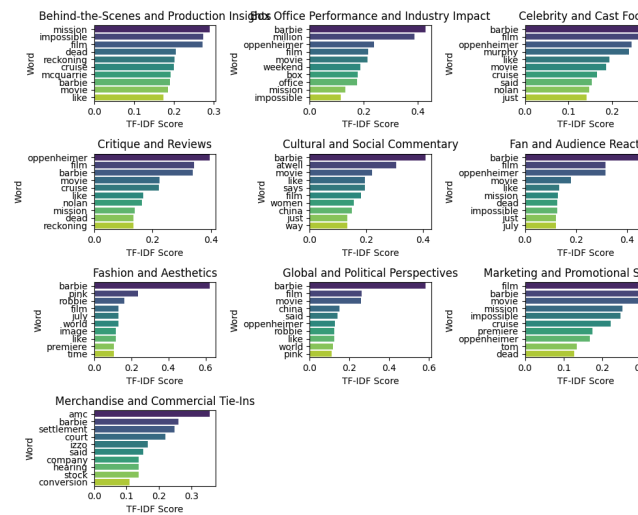 Behind-the-Scenes and Production Insights
mission
impossible
film
dead
reckoning
cruise
mcquarrie
barbie
movie
like
Word
0.0 0.1 0.2 0.3
TF-IDF Score
Box Office Performance and Industry Impact
barbie
million
oppenheimer
film
movie
weekend
box
office
mission
impossible
Word
0.0 0.2 0.4
TF-IDF Score
Celebrity and Cast Foc
barbie
film
oppenheimer
murphy
like
movie
cruise
said
nolan
just
Word
0.0 0.1 0.2
TF-IDF Score
Critique and Reviews
oppenheimer
film
barbie
movie
cruise
like
nolan
mission
dead
reckoning
Word
0.0 0.2 0.4
TF-IDF Score
Cultural and Social Commentary
barbie
atwell
movie
like
says
film
women
china
just
way
Word
0.0 0.2 0.4
TF-IDF Score
Fan and Audience React
barbie
film
oppenheimer
movie
like
mission
dead
impossible
just
july
Word
0.0 0.2 0.4
TF-IDF Score
Fashion and Aesthetics
barbie
pink
robbie
film
july
world
image
like
premiere
time
Word
0.0 0.2 0.4 0.6
TF-IDF Score
Global and Political Perspectives
barbie
film
movie
china
said
oppenheimer
robbie
like
world
pink
Word
0.0 0.2 0.4 0.6
TF-IDF Score
Marketing and Promotional S
film
barbie
movie
mission
impossible
cruise
premiere
oppenheimer
tom
dead
Word
0.0 0.1 0.2
TF-IDF Score
Merchandise and Commercial Tie-Ins
amc
barbie
settlement
court
izzo
said
company
hearing
stock
conversion
Word
0.0 0.1 0.2 0.3
TF-IDF Score